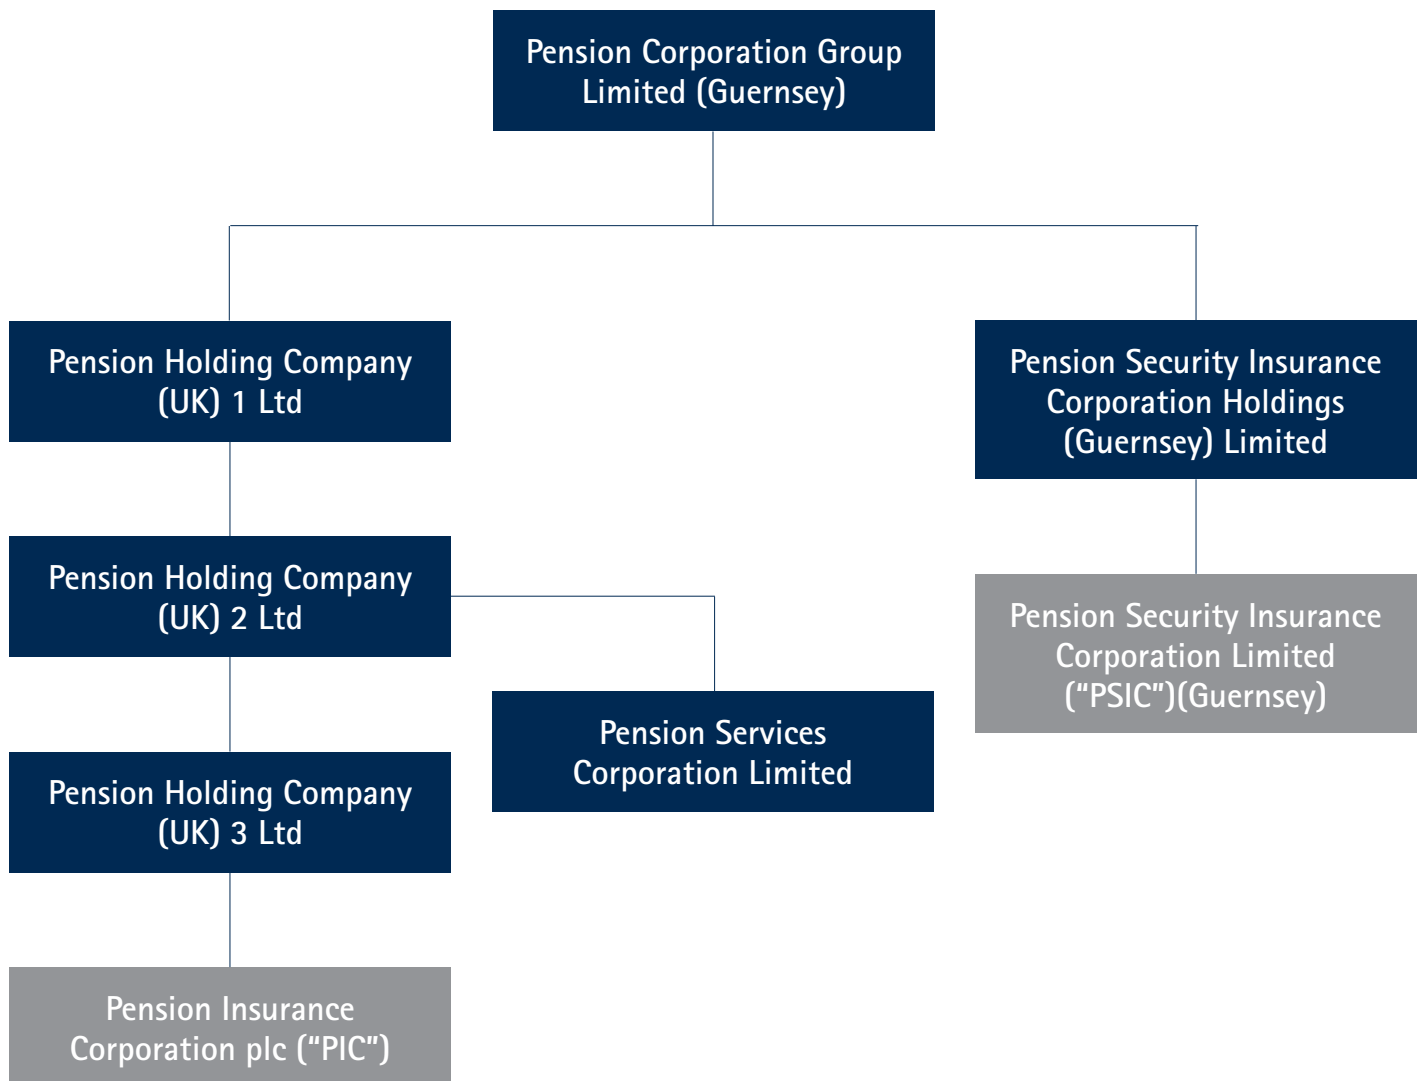 Pension Corporation Group
Limited (Guernsey)
Pension Holding Company
(UK) 1 Ltd
Pension Security Insurance
Corporation Holdings
(Guernsey) Limited
Pension Holding Company
(UK) 2 Ltd
Pension Security Insurance
Corporation Limited
(“PSIC”)(Guernsey)
Pension Services
Corporation Limited
Pension Holding Company
(UK) 3 Ltd
Pension Insurance
Corporation plc (“PIC”)